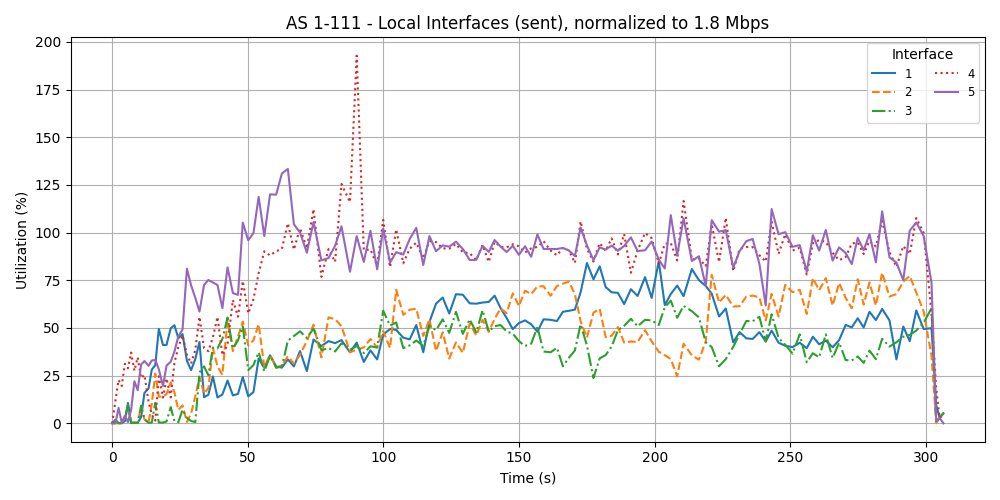 AS 1-111 - Local Interfaces (sent), normalized to 1.8 Mbps
Utilization (%)
200
175
150
125
100
75
50
25
0
0 50 100 150 200 250 300
Time (s)
Interface
1 4
2 5
3